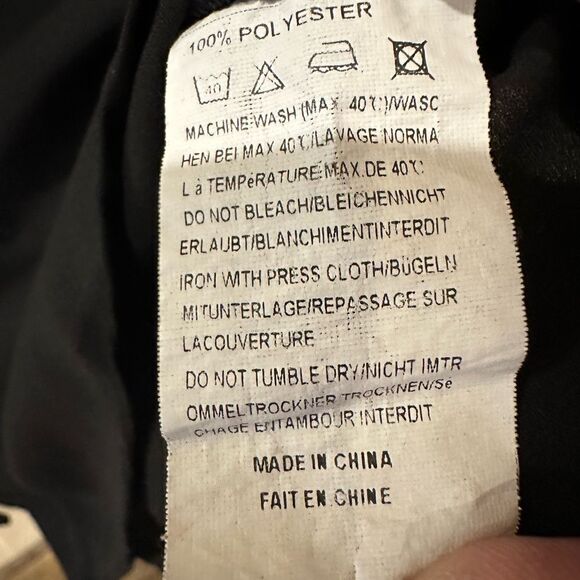 100% POLYESTER
40
MACHINE WASH (MAX. 40℃)/WASC
HEN BEI MAX 40℃/LAVAGE NORMA
L à TEMPéRATURE MAX.DE 40℃
DO NOT BLEACH/BLEICHENNICHT
ERLAUBT/BLANCHIMENTINTERDIT
IRON WITH PRESS CLOTH/BüGELN
MITUNTERLAGE/REPASSAGE SUR
LACOUVERTURE
DO NOT TUMBLE DRY/NICHT IMTR
OMMELTROCKNER TROCKNEN/Sé
CHAGE ENTAMBOUR INTERDIT
MADE IN CHINA
FAIT EN CHINE